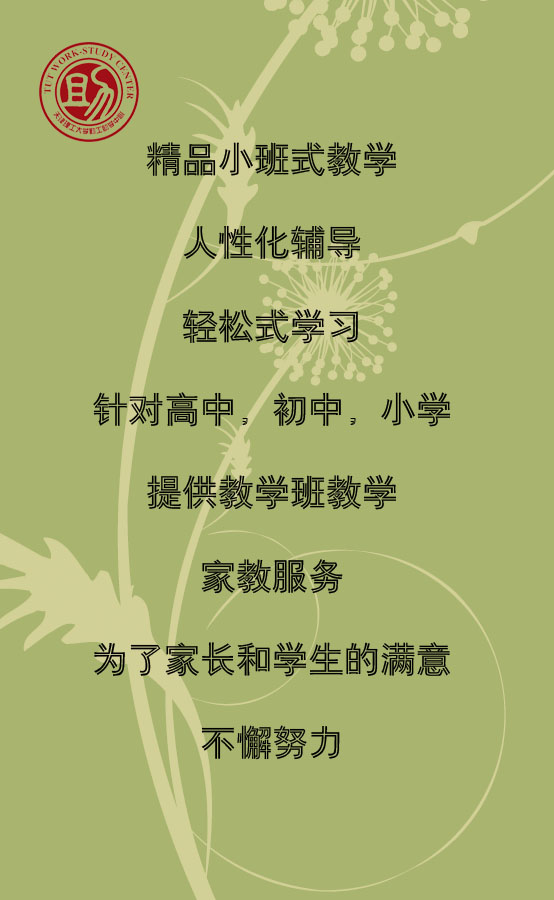 TUT WORK-STUDY CENTER
助
天津理工大学勤工助学中心
精品小班式教学
人性化辅导
轻松式学习
针对高中，初中，小学
提供教学班教学
家教服务
为了家长和学生的满意
不懈努力